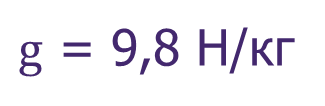 g = 9,8 Н/кг